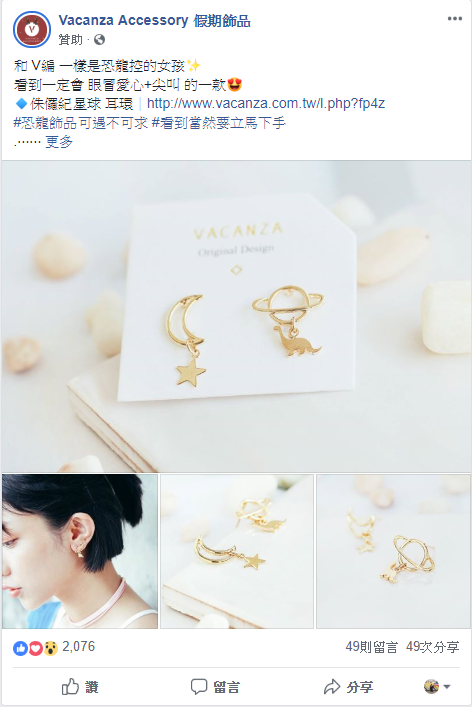 Vacanza Accessory 假期飾品
贊助 ·
和 V編 一樣是恐龍控的女孩✨
看到一定會 眼冒愛心+尖叫 的一款😍
🔹侏儸紀星球 耳環｜http://www.vacanza.com.tw/l.php?fp4z
#恐龍飾品可遇不可求 #看到當然要立馬下手
.⋯⋯ 更多
VACANZA
Original Design
2,076
49則留言 49次分享
讚 留言 分享